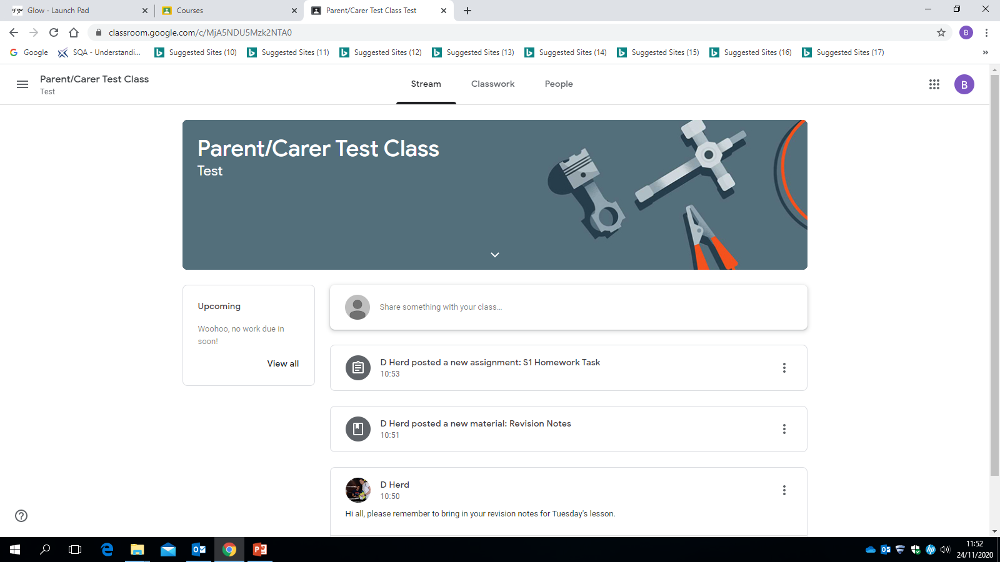 glow Glow - Launch Pad
Courses
Parent/Carer Test Class Test
classroom.google.com/c/MjA5NDU5Mzk2NTA0
B
Google
SQA - Understandi...
Suggested Sites (10)
Suggested Sites (11)
Suggested Sites (12)
Suggested Sites (13)
Suggested Sites (14)
Suggested Sites (15)
Suggested Sites (16)
Suggested Sites (17)
»
Parent/Carer Test Class
Test
Stream
Classwork
People
B
Parent/Carer Test Class
Test
Upcoming
Woohoo, no work due in
soon!
View all
Share something with your class...
D Herd posted a new assignment: S1 Homework Task
10:53
D Herd posted a new material: Revision Notes
10:51
D Herd
10:50
Hi all, please remember to bring in your revision notes for Tuesday's lesson.
11:52
24/11/2020